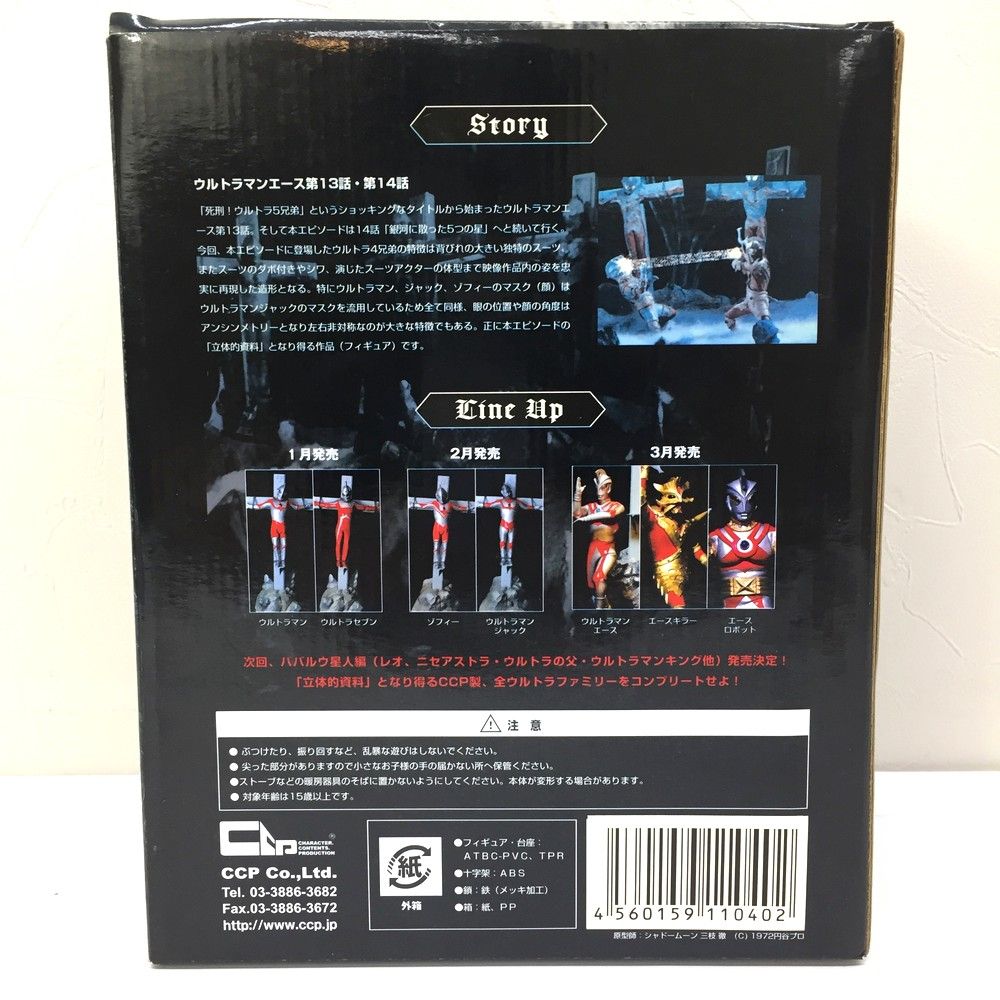 Story
ウルトラマンエース第13話・第14話
「死刑！ウルトラ5兄弟」というショッキングなタイトルから始まったウルトラマンエ
ース第13話、そして本エピソードは14話「銀河に散った5つの星」へと続いて行く。
今回、本エピソードに登場したウルトラ4兄弟の特徴は背びれの大きい独特のスーツ、
またスーツのダボ付きやシワ、演じたスーツアクターの体型まで映像作品内の姿を忠
実に再現した造形となる。特にウルトラマン、ジャック、ゾフィーのマスク（顔）は
ウルトラマンジャックのマスクを流用しているため全て同様、眼の位置や顔の角度は
アンシンメトリーとなり左右非対称なのが大きな特徴でもある。正に本エピソードの
「立体的資料」となり得る作品（フィギュア）です。
Line Up
1月発売 2月発売 3月発売
ウルトラマン ウルトラセブン ゾフィー ウルトラマン
ジャック ウルトラマン
エース エースキラー エース
ロボット
次回、ババルウ星人編（レオ、ニセアストラ・ウルトラの父・ウルトラマンキング他）発売決定！
「立体的資料」となり得るCCP製、全ウルトラファミリーをコンプリートせよ！
注 意
● ぶつけたり、振り回すなど、乱暴な遊びはしないでください。
● 尖った部分がありますので小さなお子様の手の届かない所へ保管ください。
●ストーブなどの暖房器具のそばに置かないようにしてください。本体が変形する場合があります。
● 対象年齢は15歳以上です。
CCP
CHARACTER.
CONTENTS.
PRODUCTION
®
CCP Co.,Ltd.
Tel. 03-3886-3682
Fax.03-3886-3672
http://www.ccp.jp
紙
外箱
●フィギュア・台座：
ATBC-PVC、TPR
●十字架：ABS
●鎖：鉄（メッキ加工）
●箱：紙、PP
4 560159 110402
原型師：シャドームーン 三枝 徹 (C) 1972円谷プロ